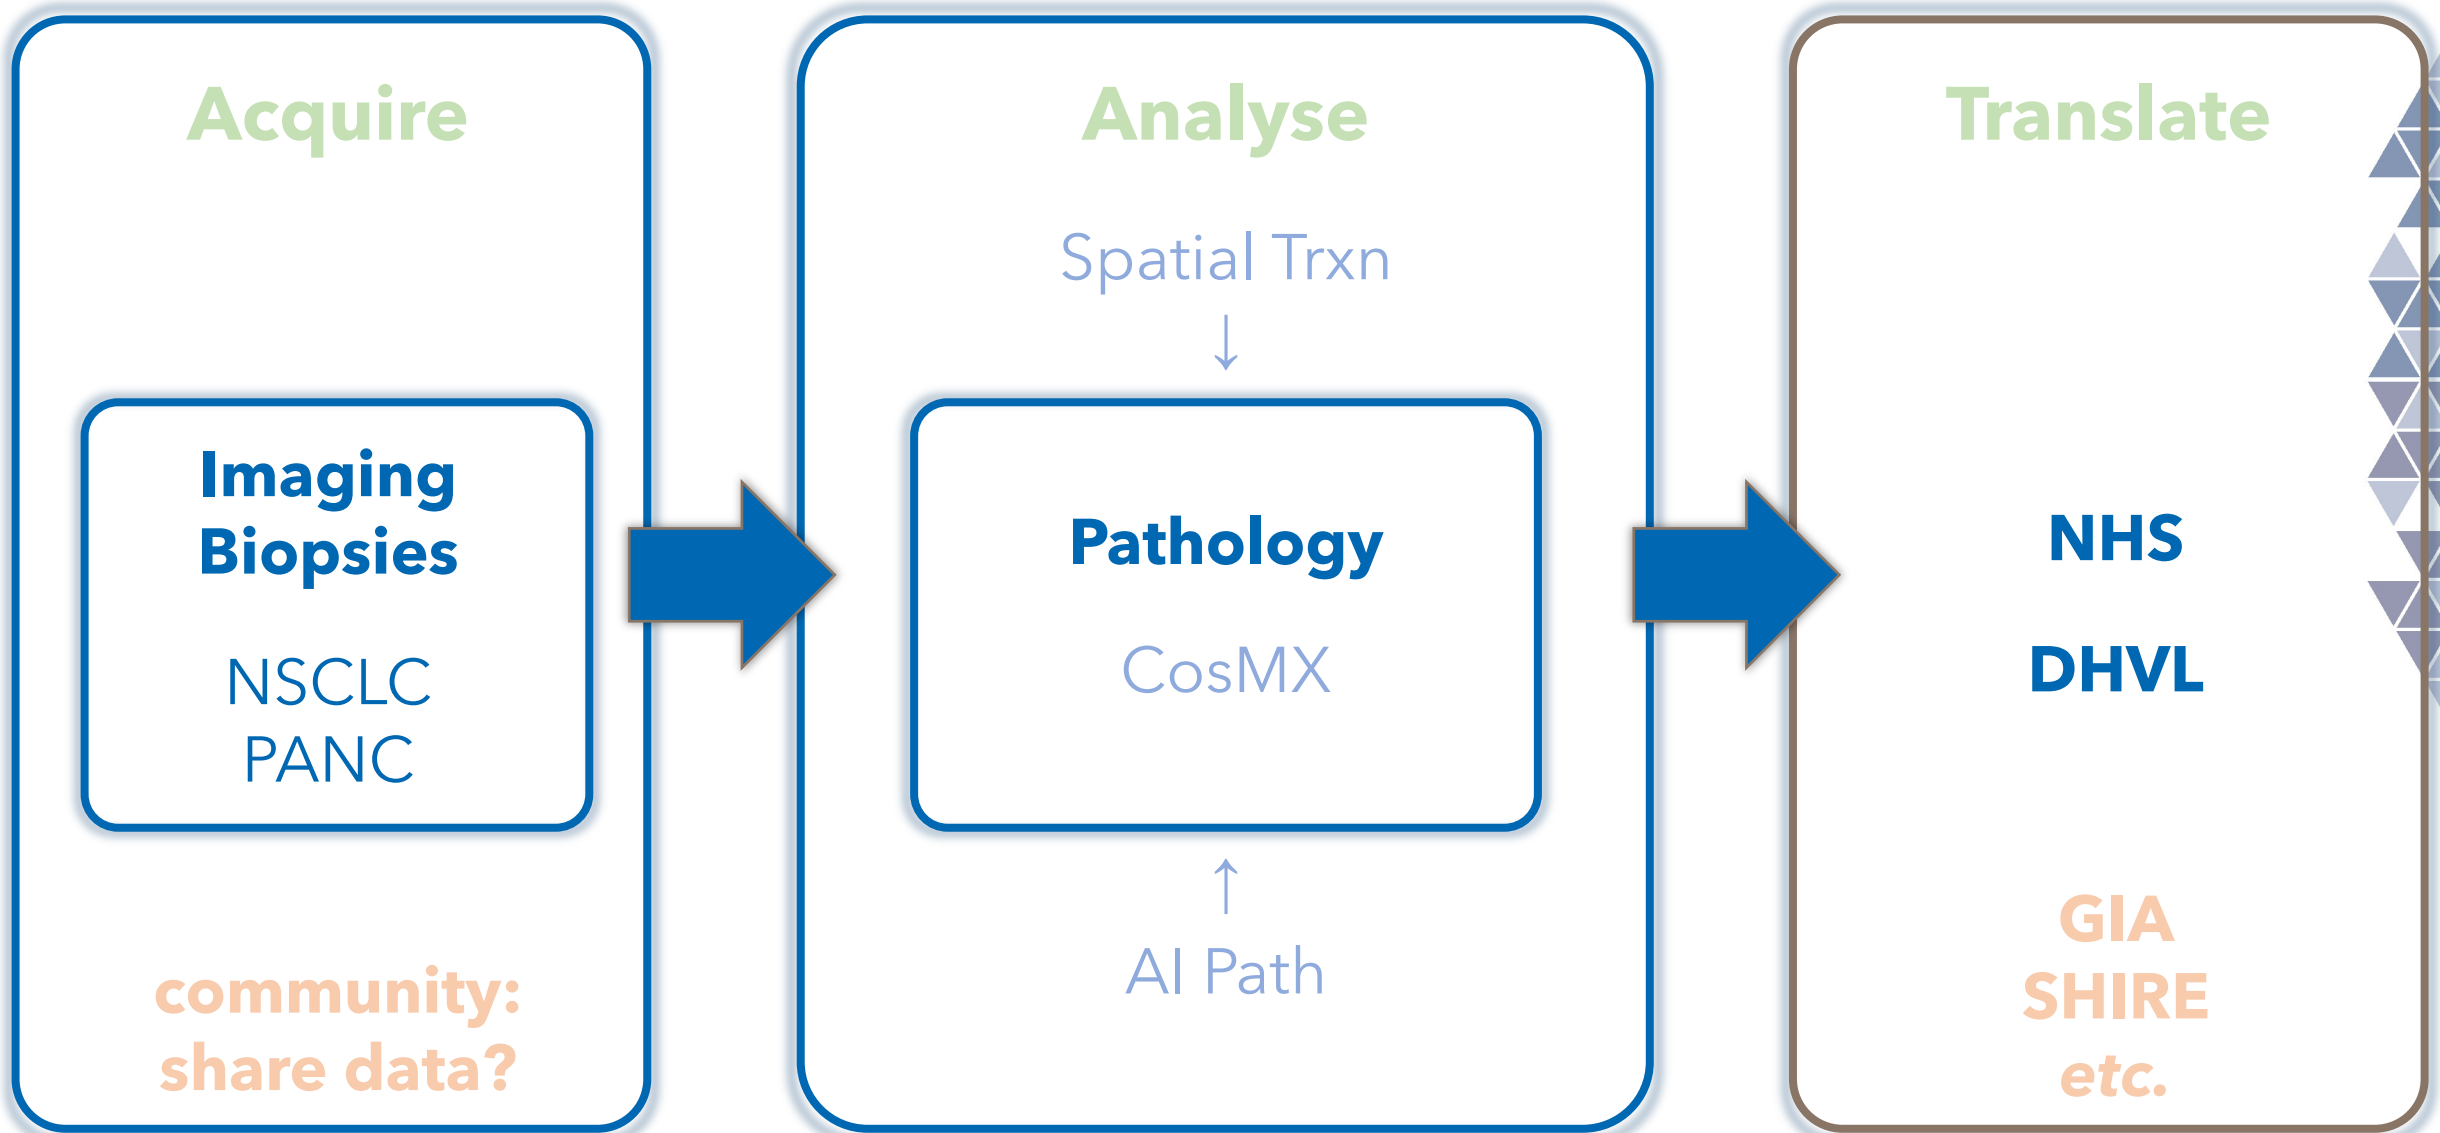 Acquire
Imaging
Biopsies
NSCLC
PANC
community:
share data?
Analyse
Spatial Trxn
↓
Pathology
CosMX
↑
AI Path
Translate
NHS
DHVL
GIA
SHIRE
etc.